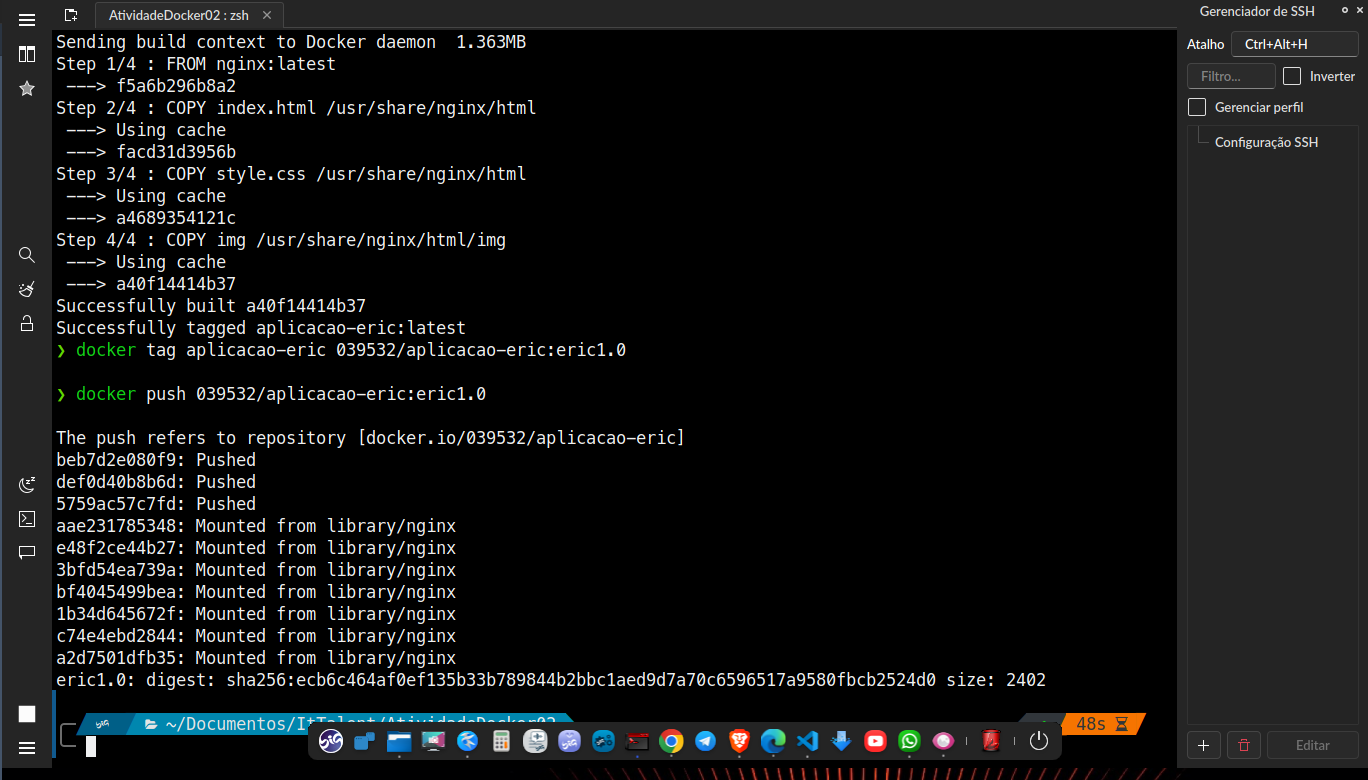 AtividadeDocker02 : zsh
Sending build context to Docker daemon  1.363MB
Step 1/4 : FROM nginx:latest
 ---> f5a6b296b8a2
Step 2/4 : COPY index.html /usr/share/nginx/html
 ---> Using cache
 ---> facd31d3956b
Step 3/4 : COPY style.css /usr/share/nginx/html
 ---> Using cache
 ---> a4689354121c
Step 4/4 : COPY img /usr/share/nginx/html/img
 ---> Using cache
 ---> a40f14414b37
Successfully built a40f14414b37
Successfully tagged aplicacao-eric:latest
❯ docker tag aplicacao-eric 039532/aplicacao-eric:eric1.0
❯ docker push 039532/aplicacao-eric:eric1.0
The push refers to repository [docker.io/039532/aplicacao-eric]
beb7d2e080f9: Pushed
def0d40b8b6d: Pushed
5759ac57c7fd: Pushed
aae231785348: Mounted from library/nginx
e48f2ce44b27: Mounted from library/nginx
3bfd54ea739a: Mounted from library/nginx
bf4045499bea: Mounted from library/nginx
1b34d645672f: Mounted from library/nginx
c74e4ebd2844: Mounted from library/nginx
a2d7501dfb35: Mounted from library/nginx
eric1.0: digest: sha256:ecb6c464af0ef135b33b789844b2bbc1aed9d7a70c6596517a9580fbcb2524d0 size: 2402
~/Documentos/ItTalent/AtividadeDocker02
48s
Gerenciador de SSH
Atalho Ctrl+Alt+H
Filtro... Inverter
Gerenciar perfil
Configuração SSH
Editar